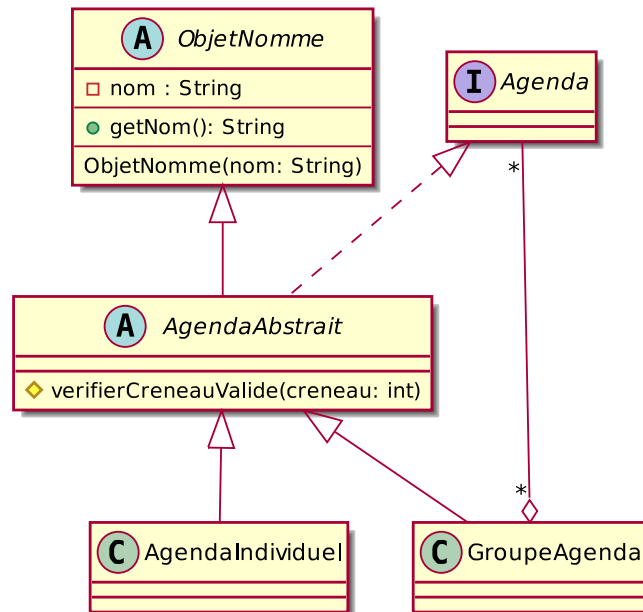 A ObjetNomme
nom : String
getNom(): String
ObjetNomme(nom: String)
I Agenda
*
A AgendaAbstrait
verifierCreneauValide(creneau: int)
*
C AgendaIndividuel
C GroupeAgenda